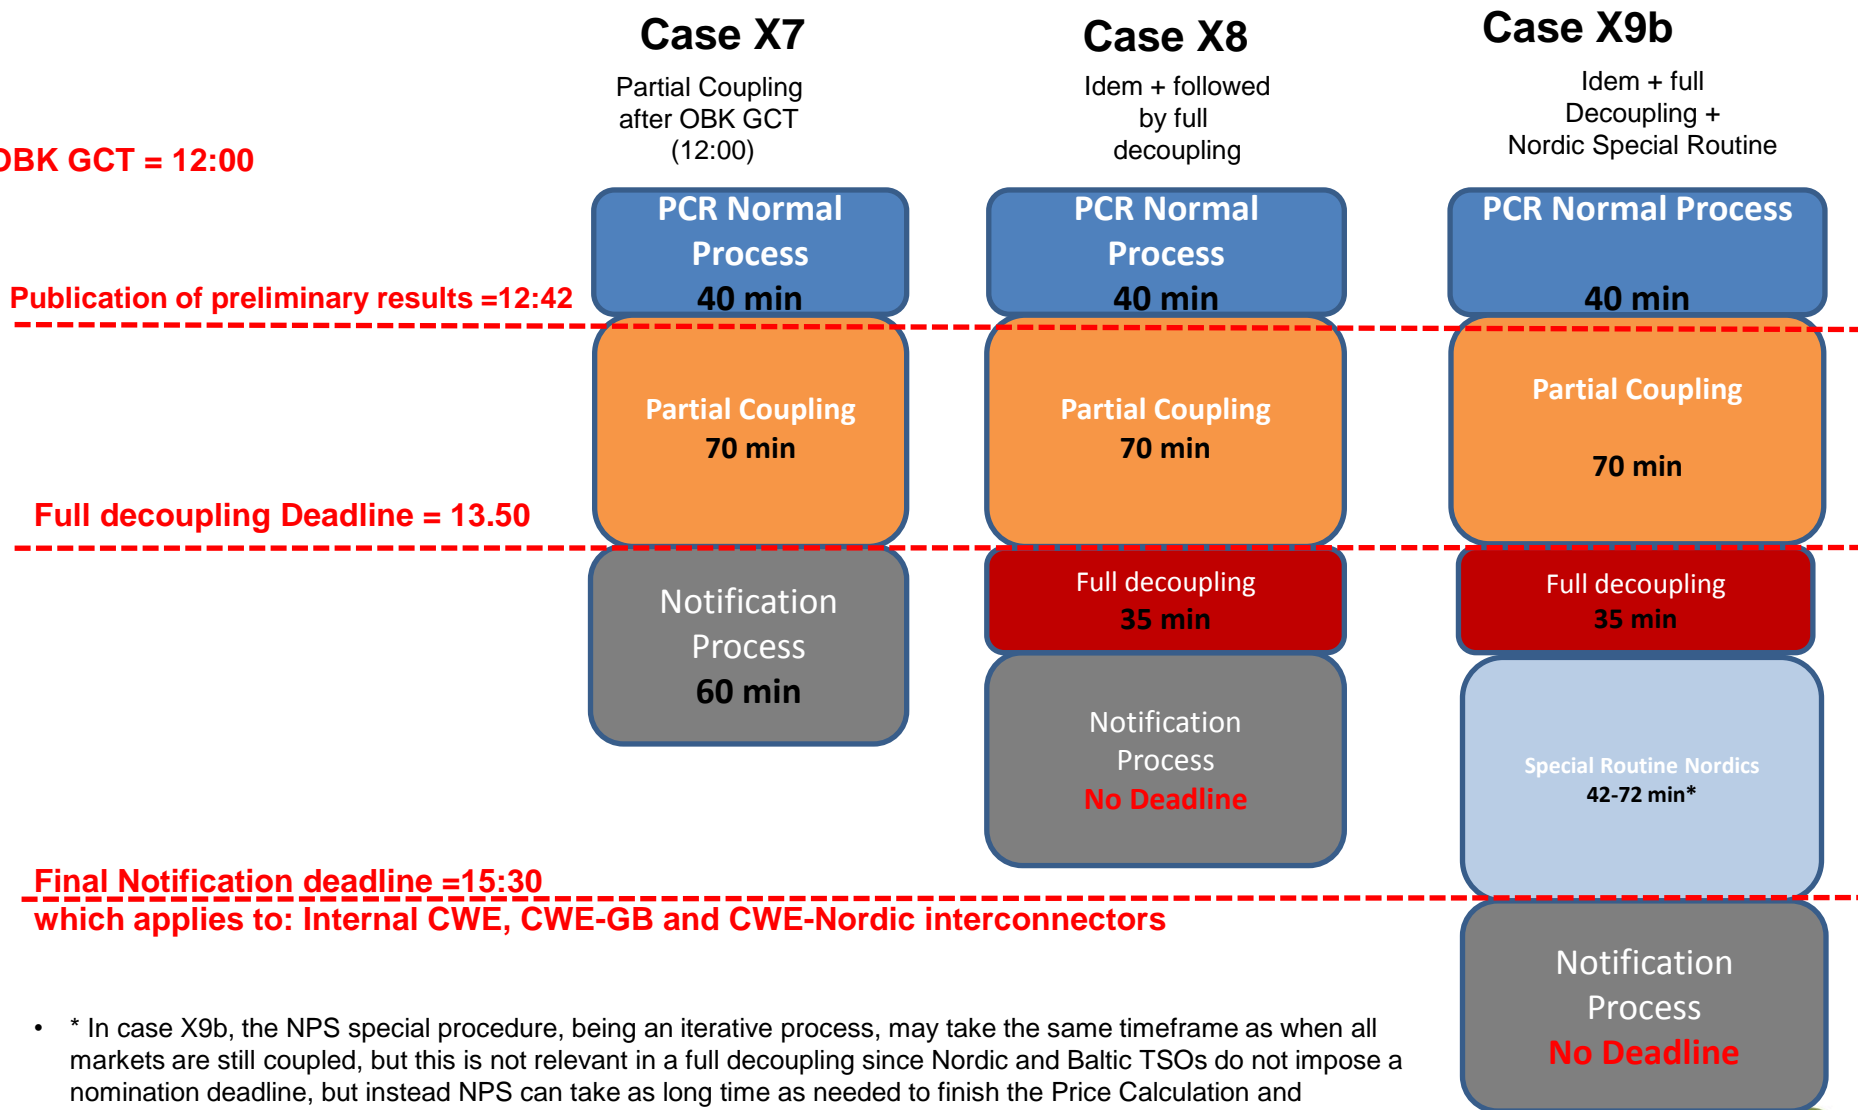 Case X7
Partial Coupling
after OBK GCT
(12:00)
Case X8
Idem + followed
by full
decoupling
Case X9b
Idem + full
Decoupling +
Nordic Special Routine
OBK GCT = 12:00
PCR Normal
Process
40 min
PCR Normal
Process
40 min
PCR Normal Process
40 min
Publication of preliminary results =12:42
Partial Coupling
70 min
Partial Coupling
70 min
Partial Coupling
70 min
Full decoupling Deadline = 13.50
Notification
Process
60 min
Full decoupling
35 min
Full decoupling
35 min
Notification
Process
No Deadline
Special Routine Nordics
42-72 min*
Final Notification deadline =15:30
which applies to: Internal CWE, CWE-GB and CWE-Nordic interconnectors
Notification
Process
No Deadline
• * In case X9b, the NPS special procedure, being an iterative process, may take the same timeframe as when all
markets are still coupled, but this is not relevant in a full decoupling since Nordic and Baltic TSOs do not impose a
nomination deadline, but instead NPS can take as long time as needed to finish the Price Calculation and